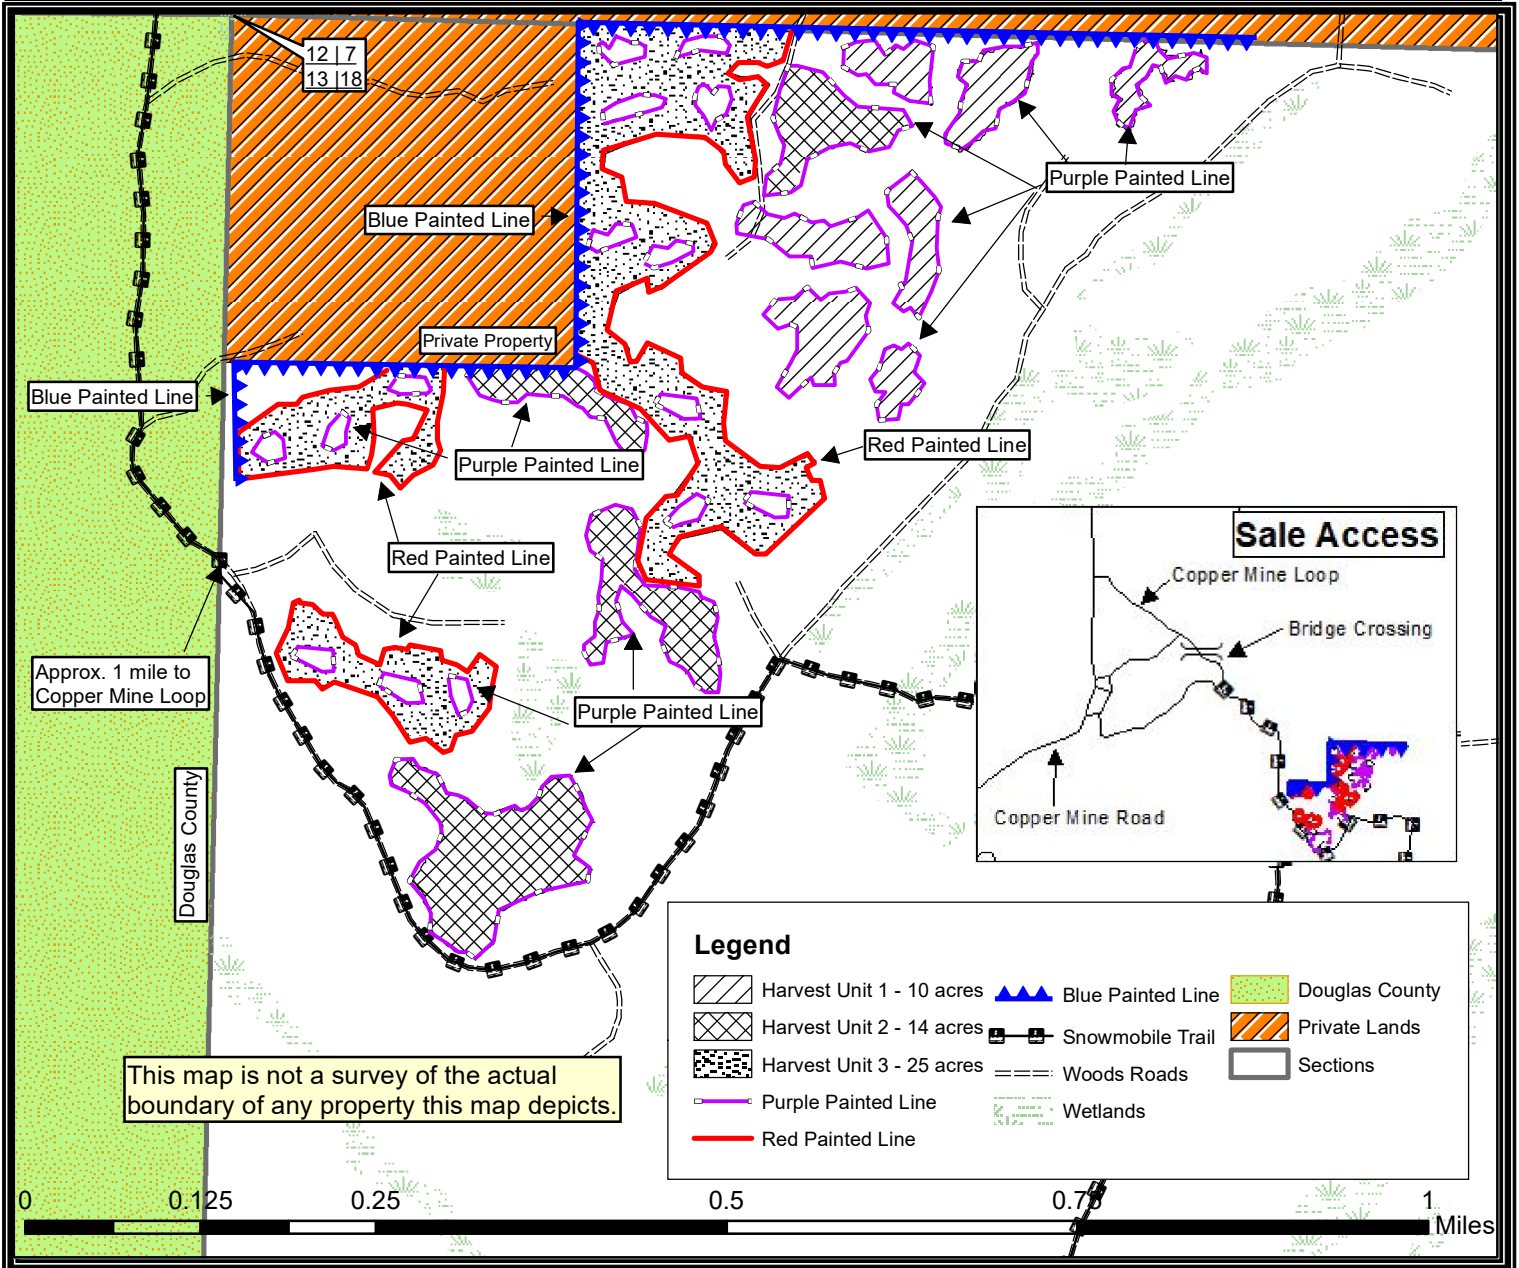 12 | 7
13 |18
Purple Painted Line
Blue Painted Line
Private Property
Blue Painted Line
Red Painted Line
Purple Painted Line
Red Painted Line
Sale Access
Copper Mine Loop
Bridge Crossing
Copper Mine Road
Approx. 1 mile to
Copper Mine Loop
Purple Painted Line
Douglas County
Legend
Harvest Unit 1 - 10 acres
Harvest Unit 2 - 14 acres
Harvest Unit 3 - 25 acres
Purple Painted Line
Red Painted Line
Blue Painted Line
Snowmobile Trail
Woods Roads
Wetlands
Douglas County
Private Lands
Sections
This map is not a survey of the actual
boundary of any property this map depicts.
0 0.125 0.25 0.5 0.75 1
Miles